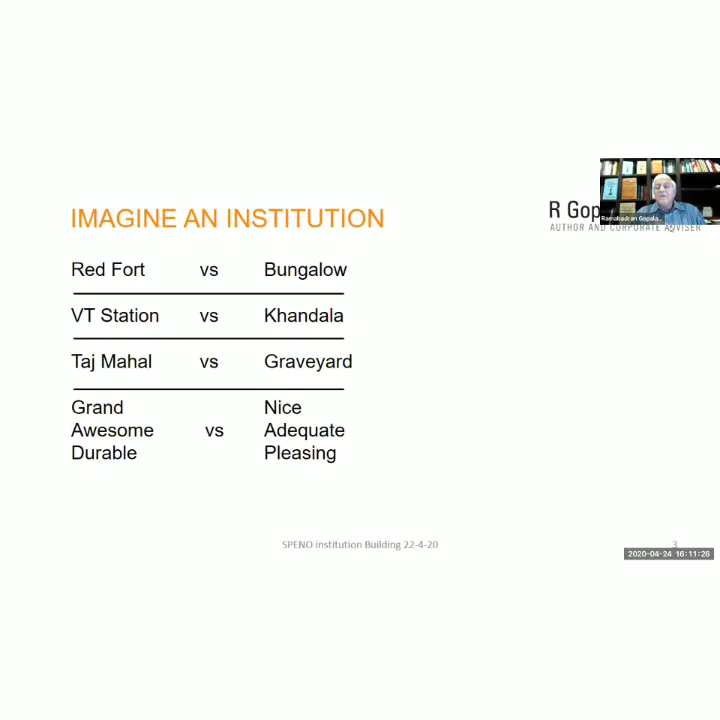 IMAGINE AN INSTITUTION
R Gop
AUTHOR AND CORPORATE ADVISER
Ramabadran Gopala...
Red Fort vs Bungalow
VT Station vs Khandala
Taj Mahal vs Graveyard
Grand Nice
Awesome vs Adequate
Durable Pleasing
SPENO institution Building 22-4-20
3
2020-04-24 16:11:26